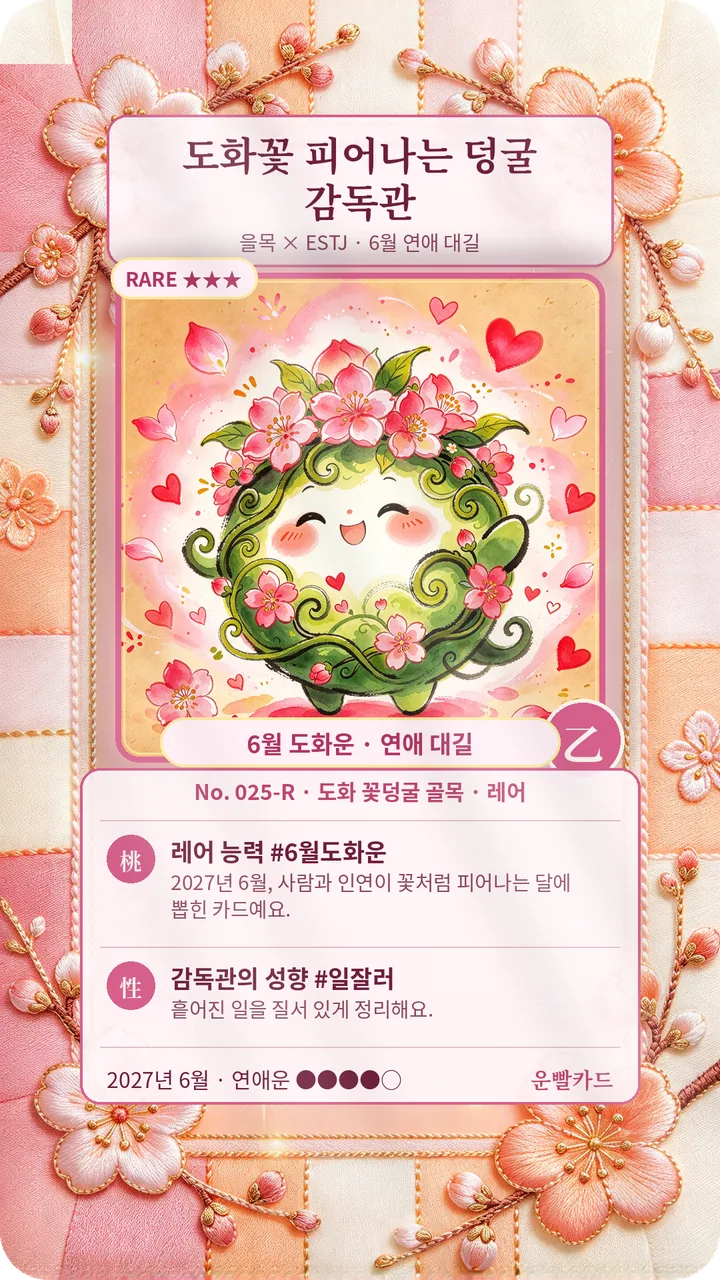 도화꽃 피어나는 덩굴
감독관
을목 × ESTJ · 6월 연애 대길
RARE ★★★
6월 도화운 · 연애 대길
乙
No. 025-R · 도화 꽃덩굴 골목 · 레어
桃
레어 능력 #6월도화운
2027년 6월, 사람과 인연이 꽃처럼 피어나는 달에
뽑힌 카드예요.
性
감독관의 성향 #일잘러
흩어진 일을 질서 있게 정리해요.
2027년 6월 · 연애운 ●●●●○
운빨카드